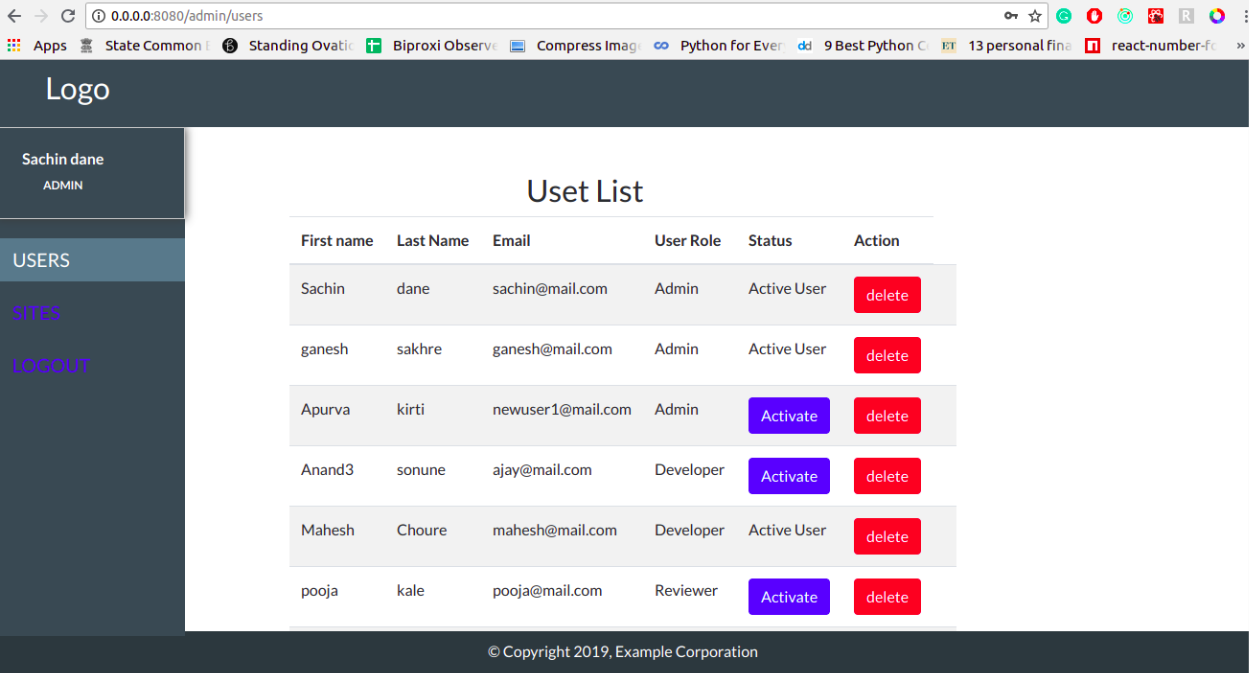 0.0.0.0:8080/admin/users
Apps State Common Standing Ovatic Biproxi Observe Compress Imag Python for Ever 9 Best Python 13 personal fina react-number-fo »
Logo
Sachin dane
ADMIN
USERS
SITES
LOGOUT
Uset List
First name Last Name Email User Role Status Action
Sachin dane sachin@mail.com Admin Active User delete
ganesh sakhre ganesh@mail.com Admin Active User delete
Apurva kirti newuser1@mail.com Admin Activate delete
Anand3 sonune ajay@mail.com Developer Activate delete
Mahesh Choure mahesh@mail.com Developer Active User delete
pooja kale pooja@mail.com Reviewer Activate delete
© Copyright 2019, Example Corporation